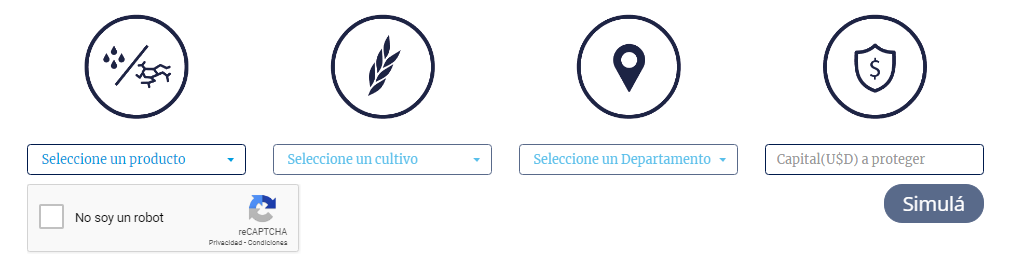 $
Seleccione un producto
Seleccione un cultivo
Seleccione un Departamento
Capital(U$D) a proteger
No soy un robot
reCAPTCHA
Privacidad - Condiciones
Simulá